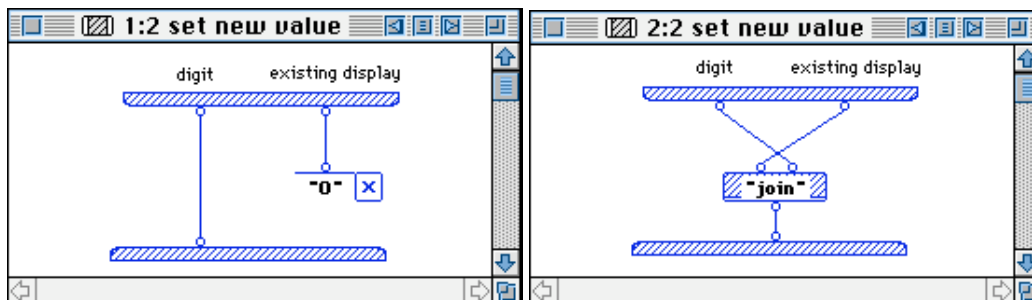 1:2 set new value
digit existing display
"0" X
2:2 set new value
digit existing display
"join"